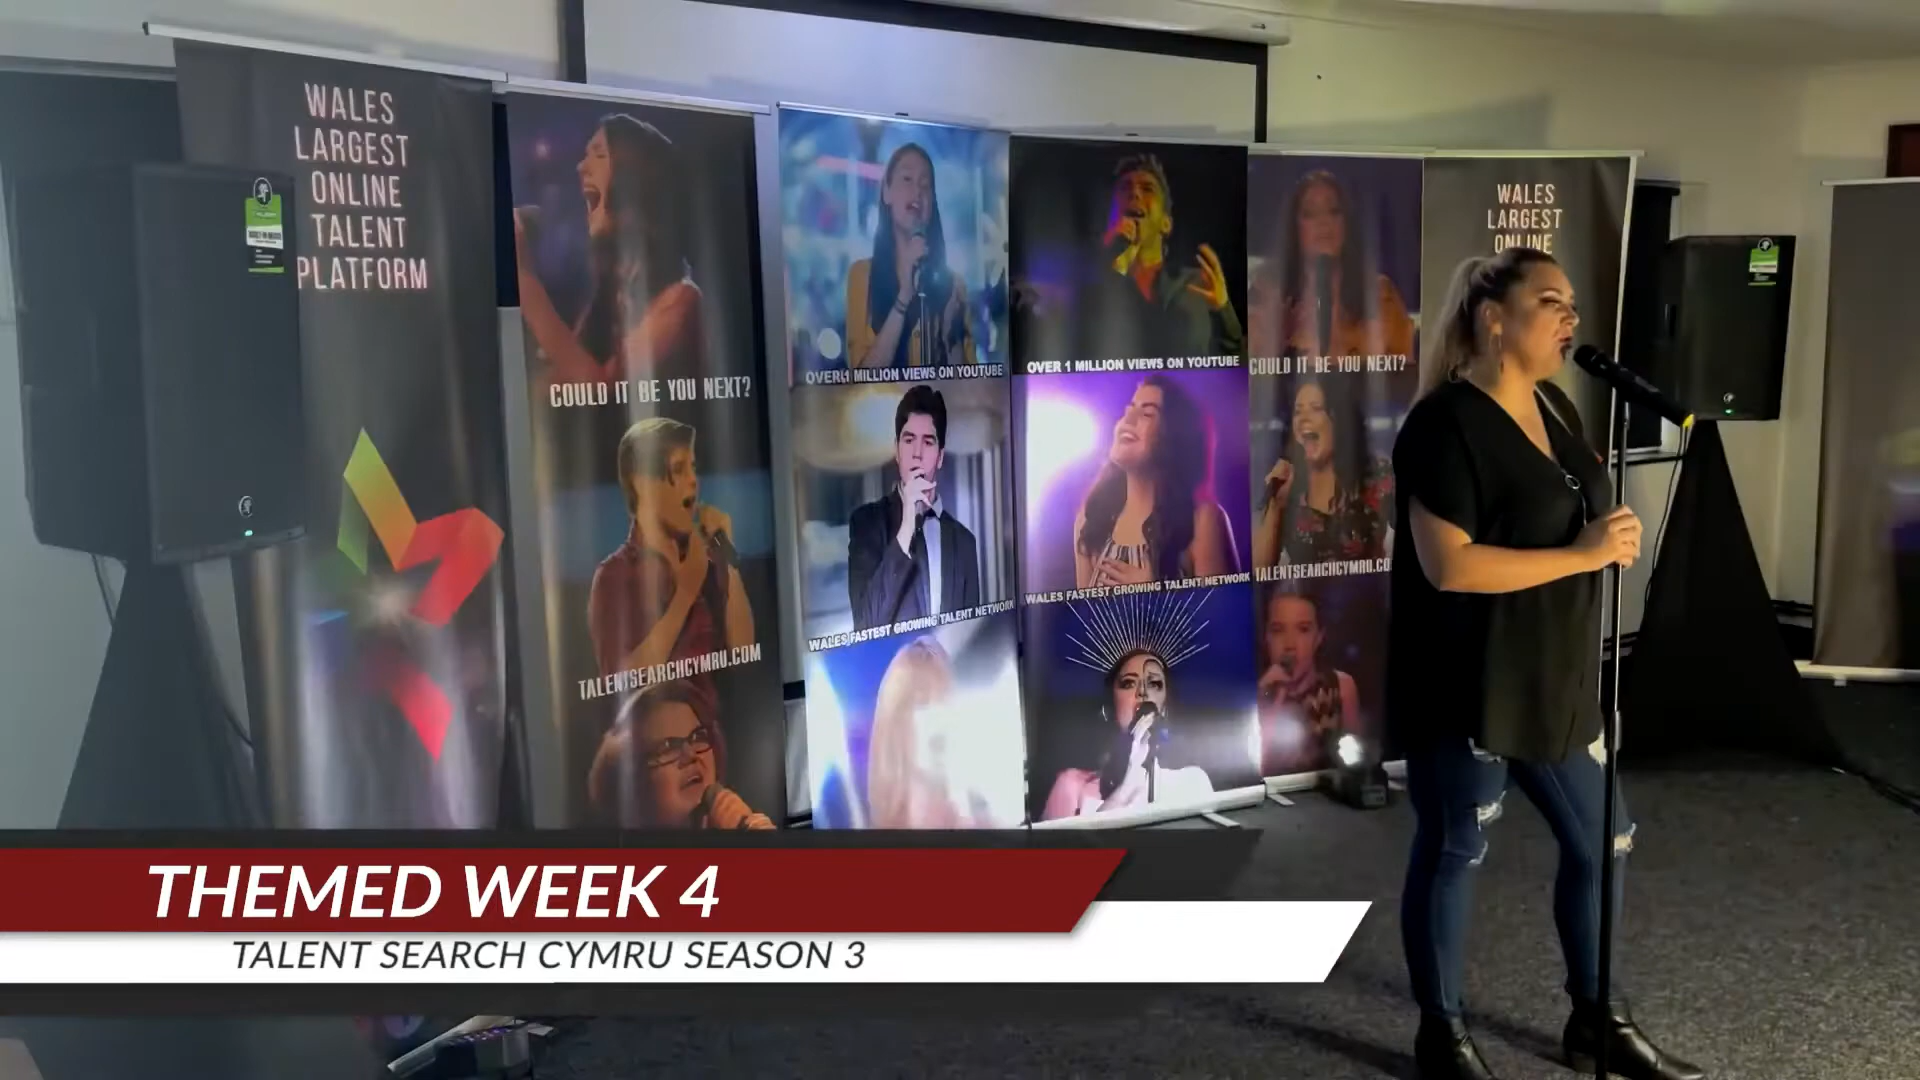 WALES
LARGEST
ONLINE
TALENT
PLATFORM
COULD IT BE YOU NEXT?
TALENTSEARCHCYMRU.COM
OVER 1 MILLION VIEWS ON YOUTUBE
WALES FASTEST GROWING TALENT NETWORK
OVER 1 MILLION VIEWS ON YOUTUBE
WALES FASTEST GROWING TALENT NETWORK
COULD IT BE YOU NEXT?
TALENTSEARCHCYMRU.CO
WALES
LARGEST
ONLINE
THEMED WEEK 4
TALENT SEARCH CYMRU SEASON 3